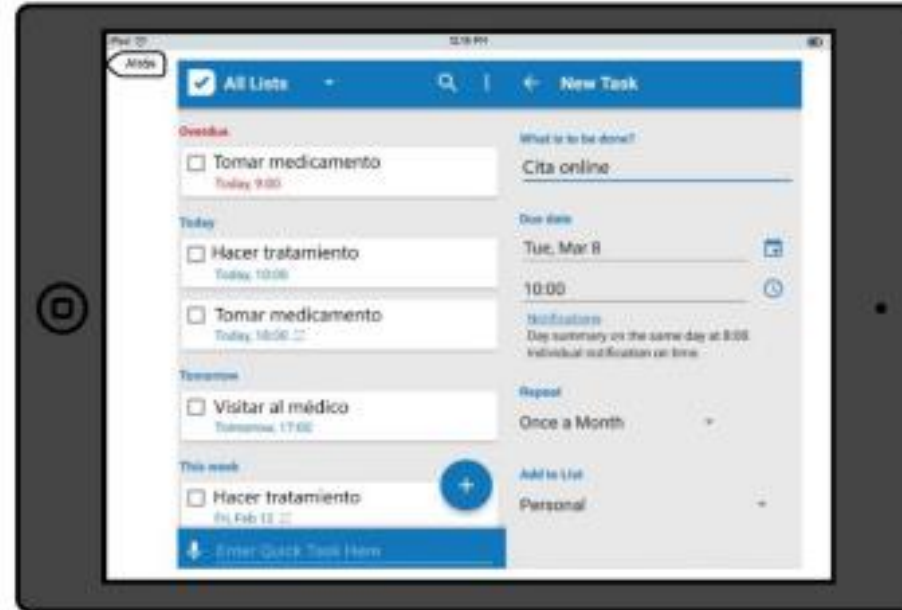 iPad
12:16 PM
Atrás
All Lists
Overdue
Tomar medicamento
Today, 9:00
Today
Hacer tratamiento
Today, 10:00
Tomar medicamento
Today, 18:00
Tomorrow
Visitar al médico
Tomorrow, 17:00
This week
Hacer tratamiento
Fri, Feb 12
Enter Quick Task Here
New Task
What is to be done?
Cita online
Due date
Tue, Mar 8
10:00
Notifications
Day summary on the same day at 8:00
Individual notification on time
Repeat
Once a Month
Add to List
Personal